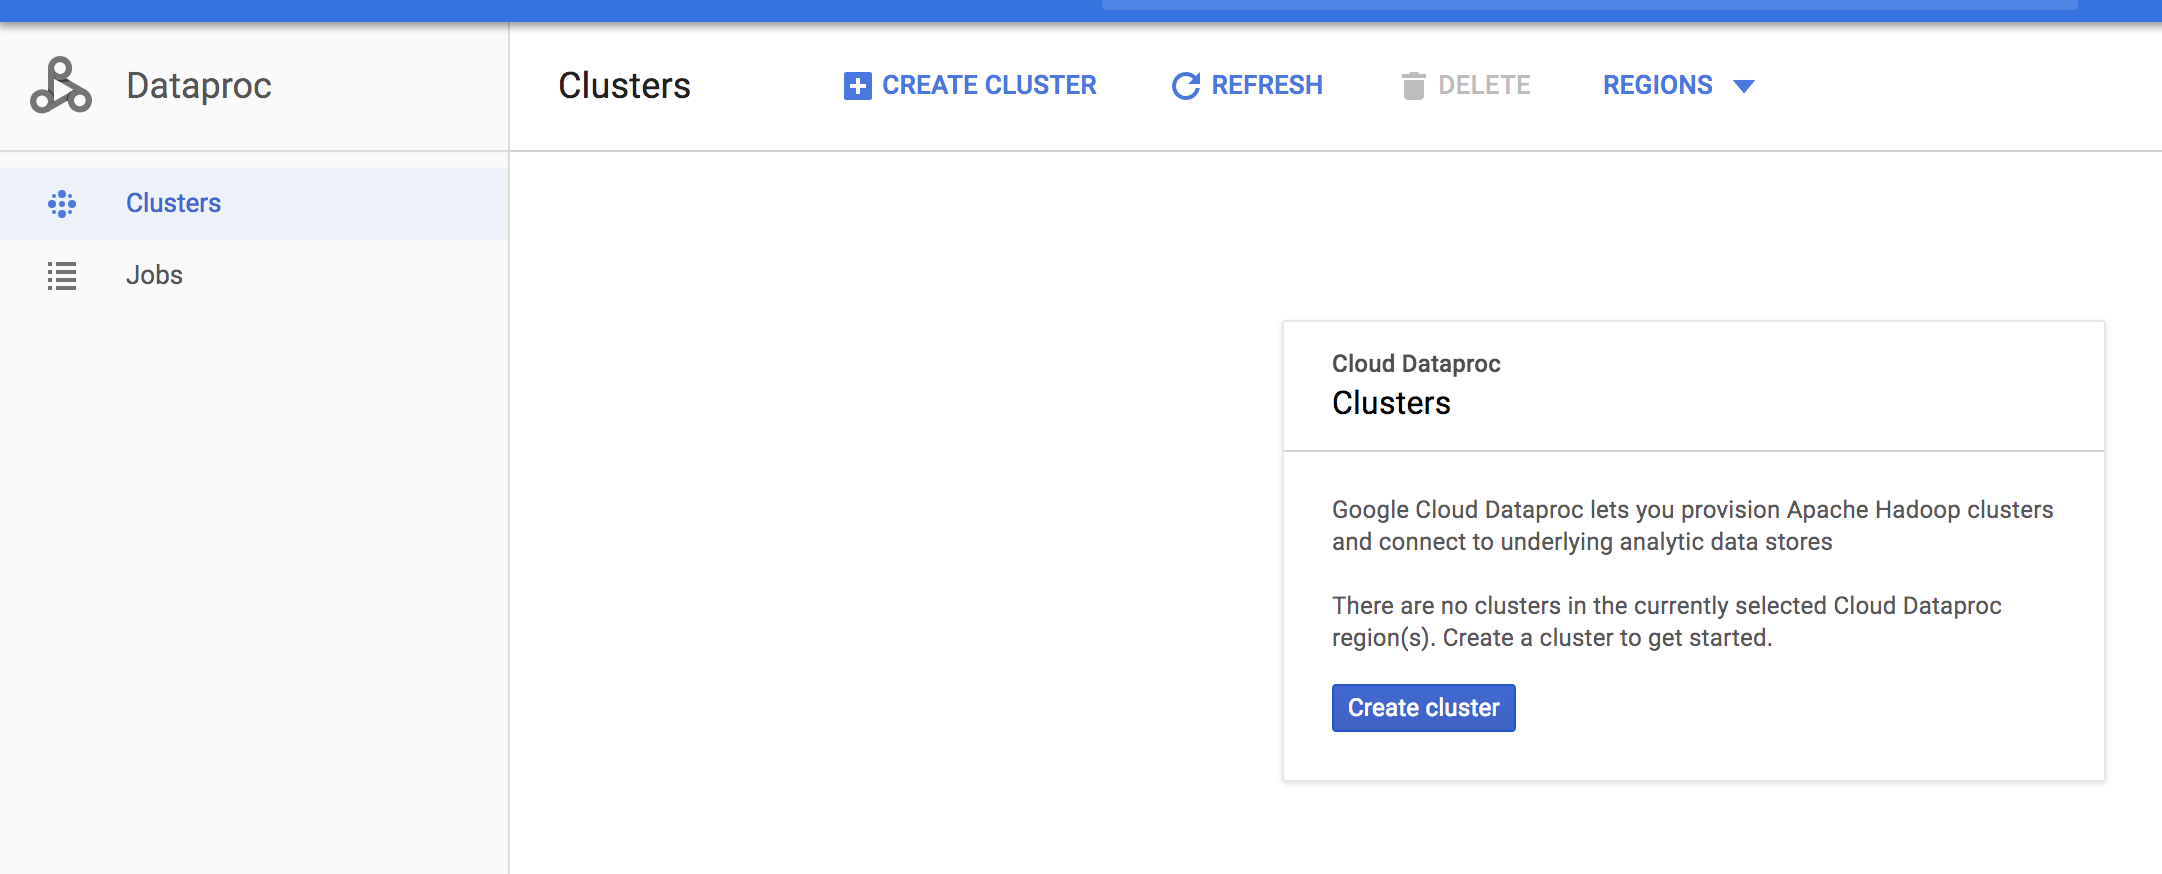 Dataproc
Clusters
CREATE CLUSTER
REFRESH
DELETE
REGIONS
Clusters
Jobs
Cloud Dataproc
Clusters
Google Cloud Dataproc lets you provision Apache Hadoop clusters
and connect to underlying analytic data stores
There are no clusters in the currently selected Cloud Dataproc
region(s). Create a cluster to get started.
Create cluster